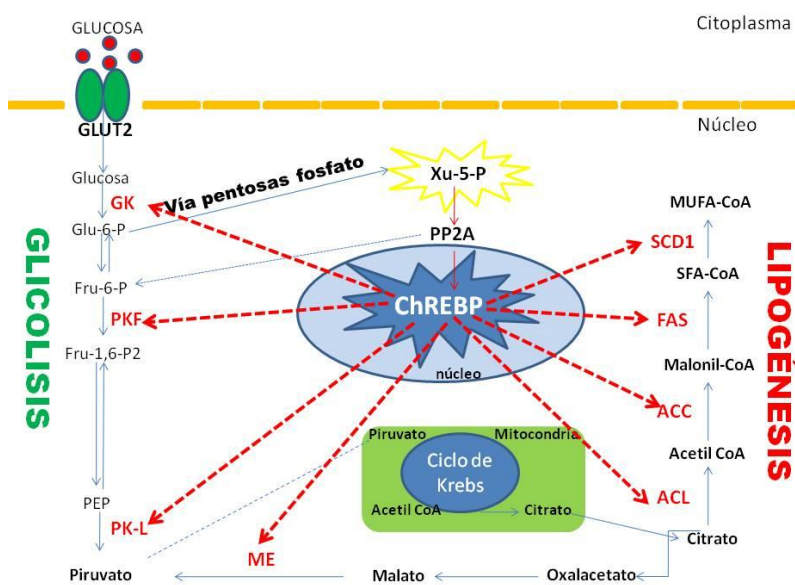 GLUCOSA
Citoplasma
GLUT2
Núcleo
Glucosa
Vía pentosas fosfato
Xu-5-P
GK
MUFA-CoA
Glu-6-P
PP2A
SCD1
SFA-CoA
Fru-6-P
ChREBP
PKF
FAS
Fru-1,6-P2
núcleo
Malonil-CoA
GLICOLISIS
LIPOGÈNESIS
ACC
Piruvato
Mitocondria
Acetil CoA
Ciclo de
Krebs
PEP
Acetil CoA
Citrato
ACL
PK-L
ME
Citrato
Piruvato
Malato
Oxalacetato